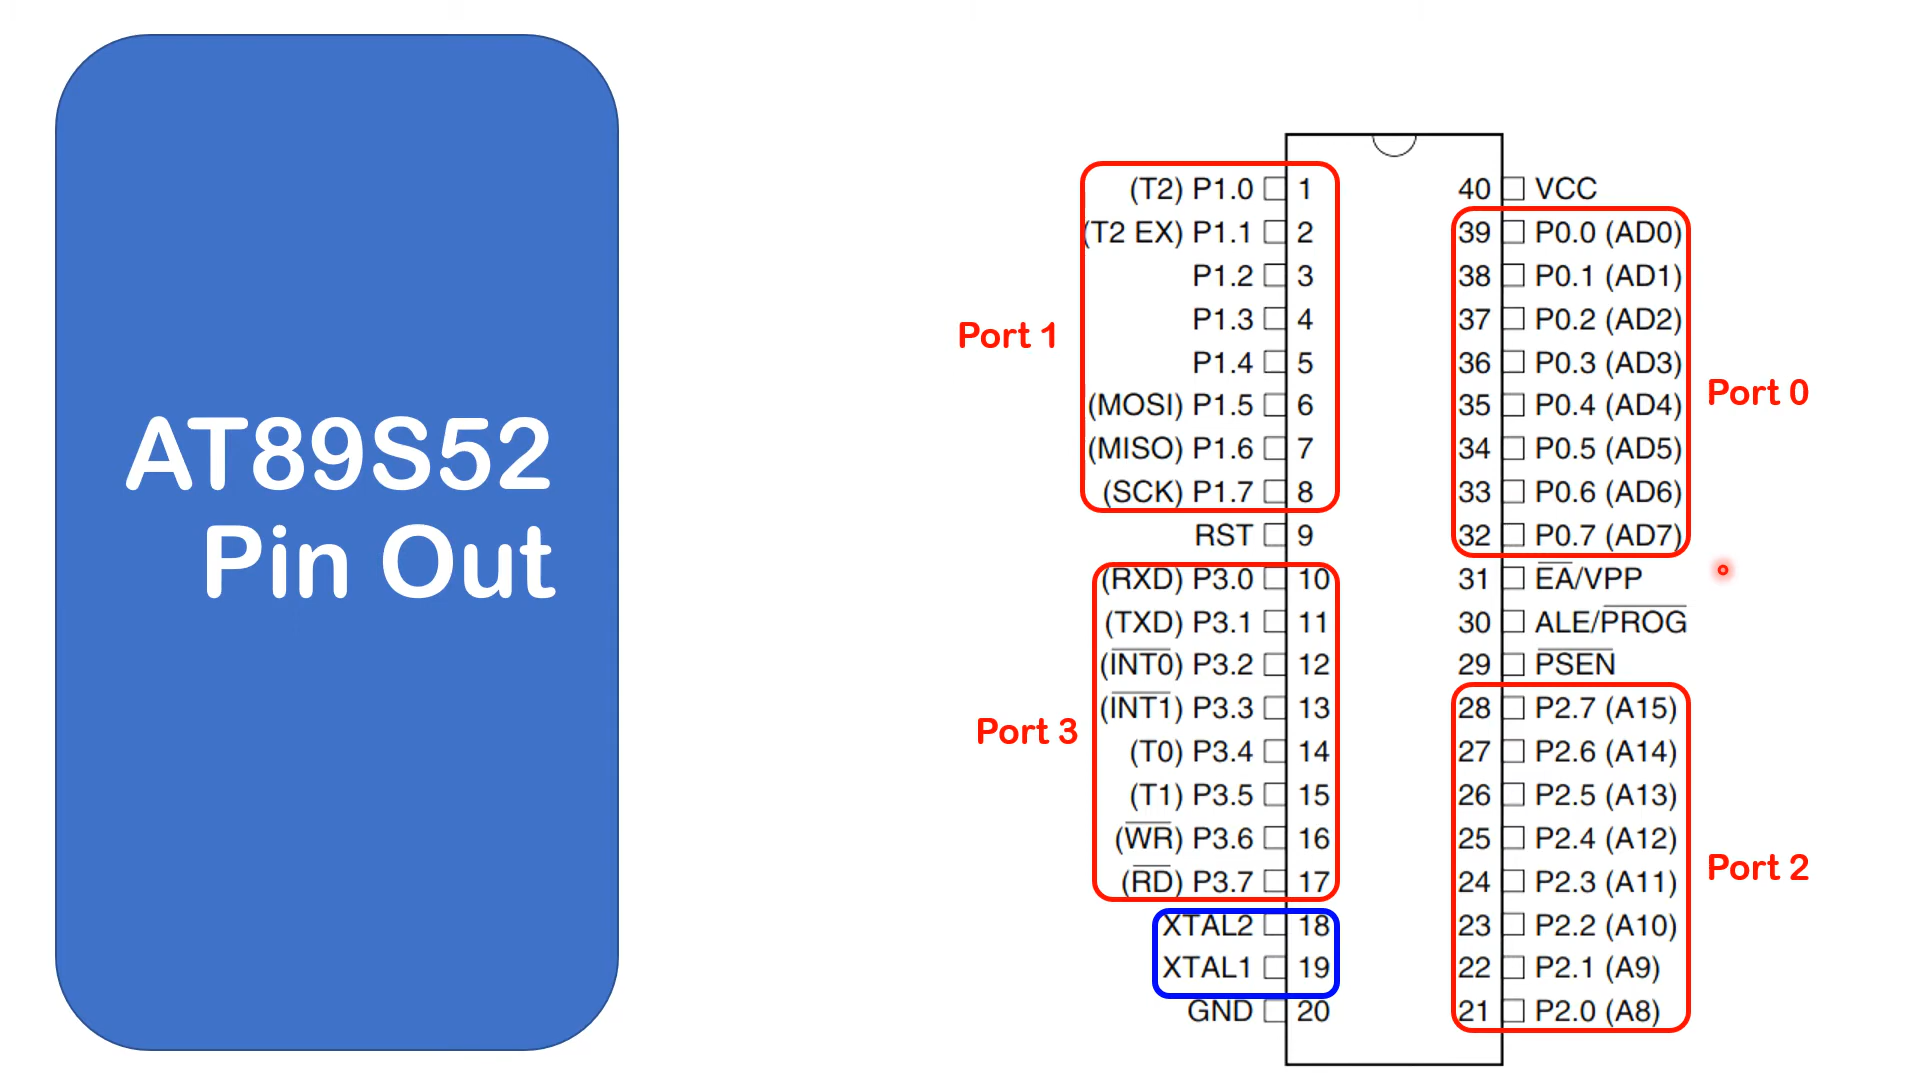 AT89S52
Pin Out
Port 1
(T2) P1.0 1
(T2 EX) P1.1 2
P1.2 3
P1.3 4
P1.4 5
(MOSI) P1.5 6
(MISO) P1.6 7
(SCK) P1.7 8
RST 9
Port 3
(RXD) P3.0 10
(TXD) P3.1 11
(INT0) P3.2 12
(INT1) P3.3 13
(T0) P3.4 14
(T1) P3.5 15
(WR) P3.6 16
(RD) P3.7 17
XTAL2 18
XTAL1 19
GND 20
40 VCC
39 P0.0 (AD0)
38 P0.1 (AD1)
37 P0.2 (AD2)
36 P0.3 (AD3)
35 P0.4 (AD4)
34 P0.5 (AD5)
33 P0.6 (AD6)
32 P0.7 (AD7)
Port 0
31 EA/VPP
30 ALE/PROG
29 PSEN
28 P2.7 (A15)
27 P2.6 (A14)
26 P2.5 (A13)
25 P2.4 (A12)
24 P2.3 (A11)
23 P2.2 (A10)
22 P2.1 (A9)
21 P2.0 (A8)
Port 2